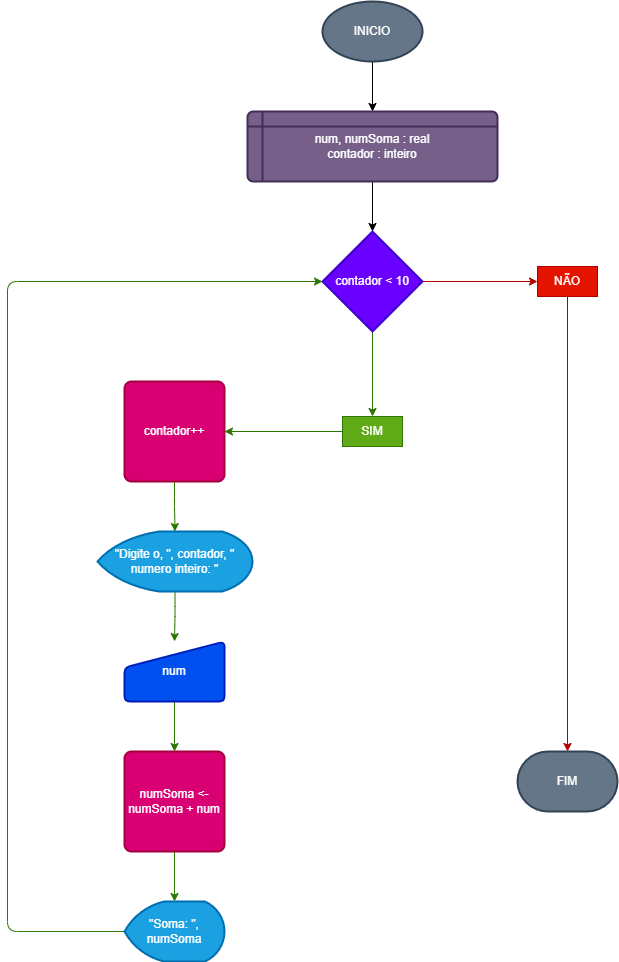 INICIO
num, numSoma : real
contador : inteiro
contador < 10
NÃO
SIM
contador++
"Digite o, ", contador, "
numero inteiro: "
num
numSoma <-
numSoma + num
"Soma: ",
numSoma
FIM